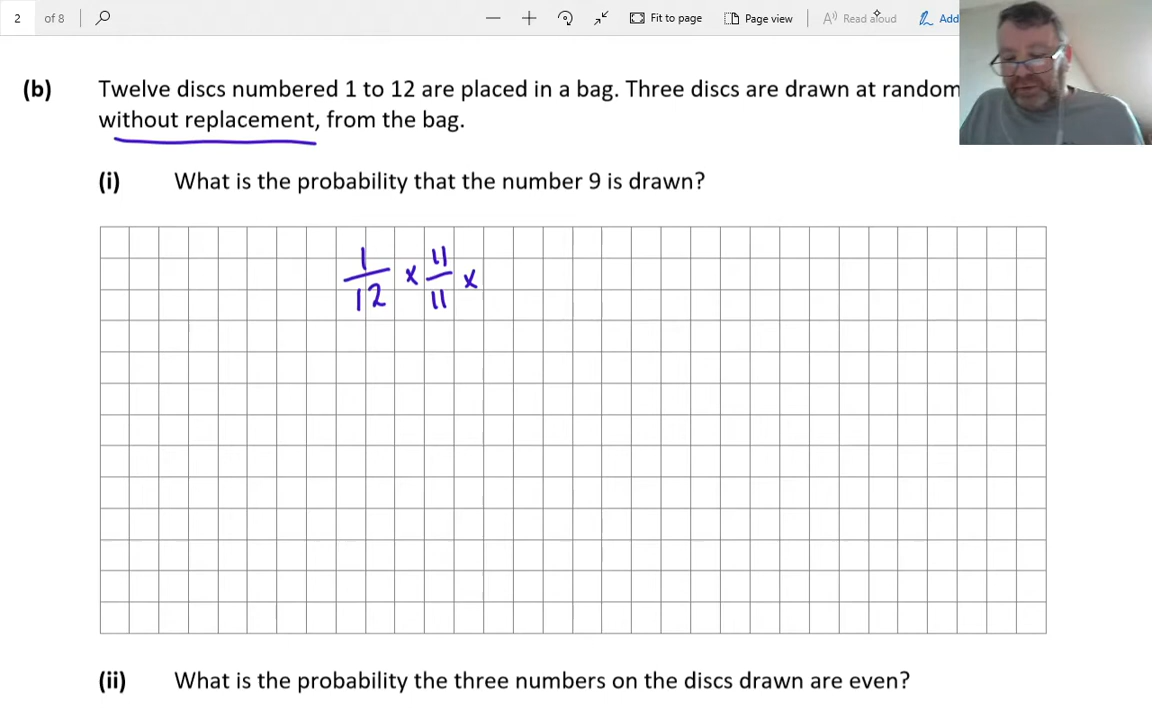 2 of 8 Fit to page Page view Read aloud Add
(b) Twelve discs numbered 1 to 12 are placed in a bag. Three discs are drawn at random
without replacement, from the bag.
(i) What is the probability that the number 9 is drawn?
1/12 x 11/11 x
(ii) What is the probability the three numbers on the discs drawn are even?